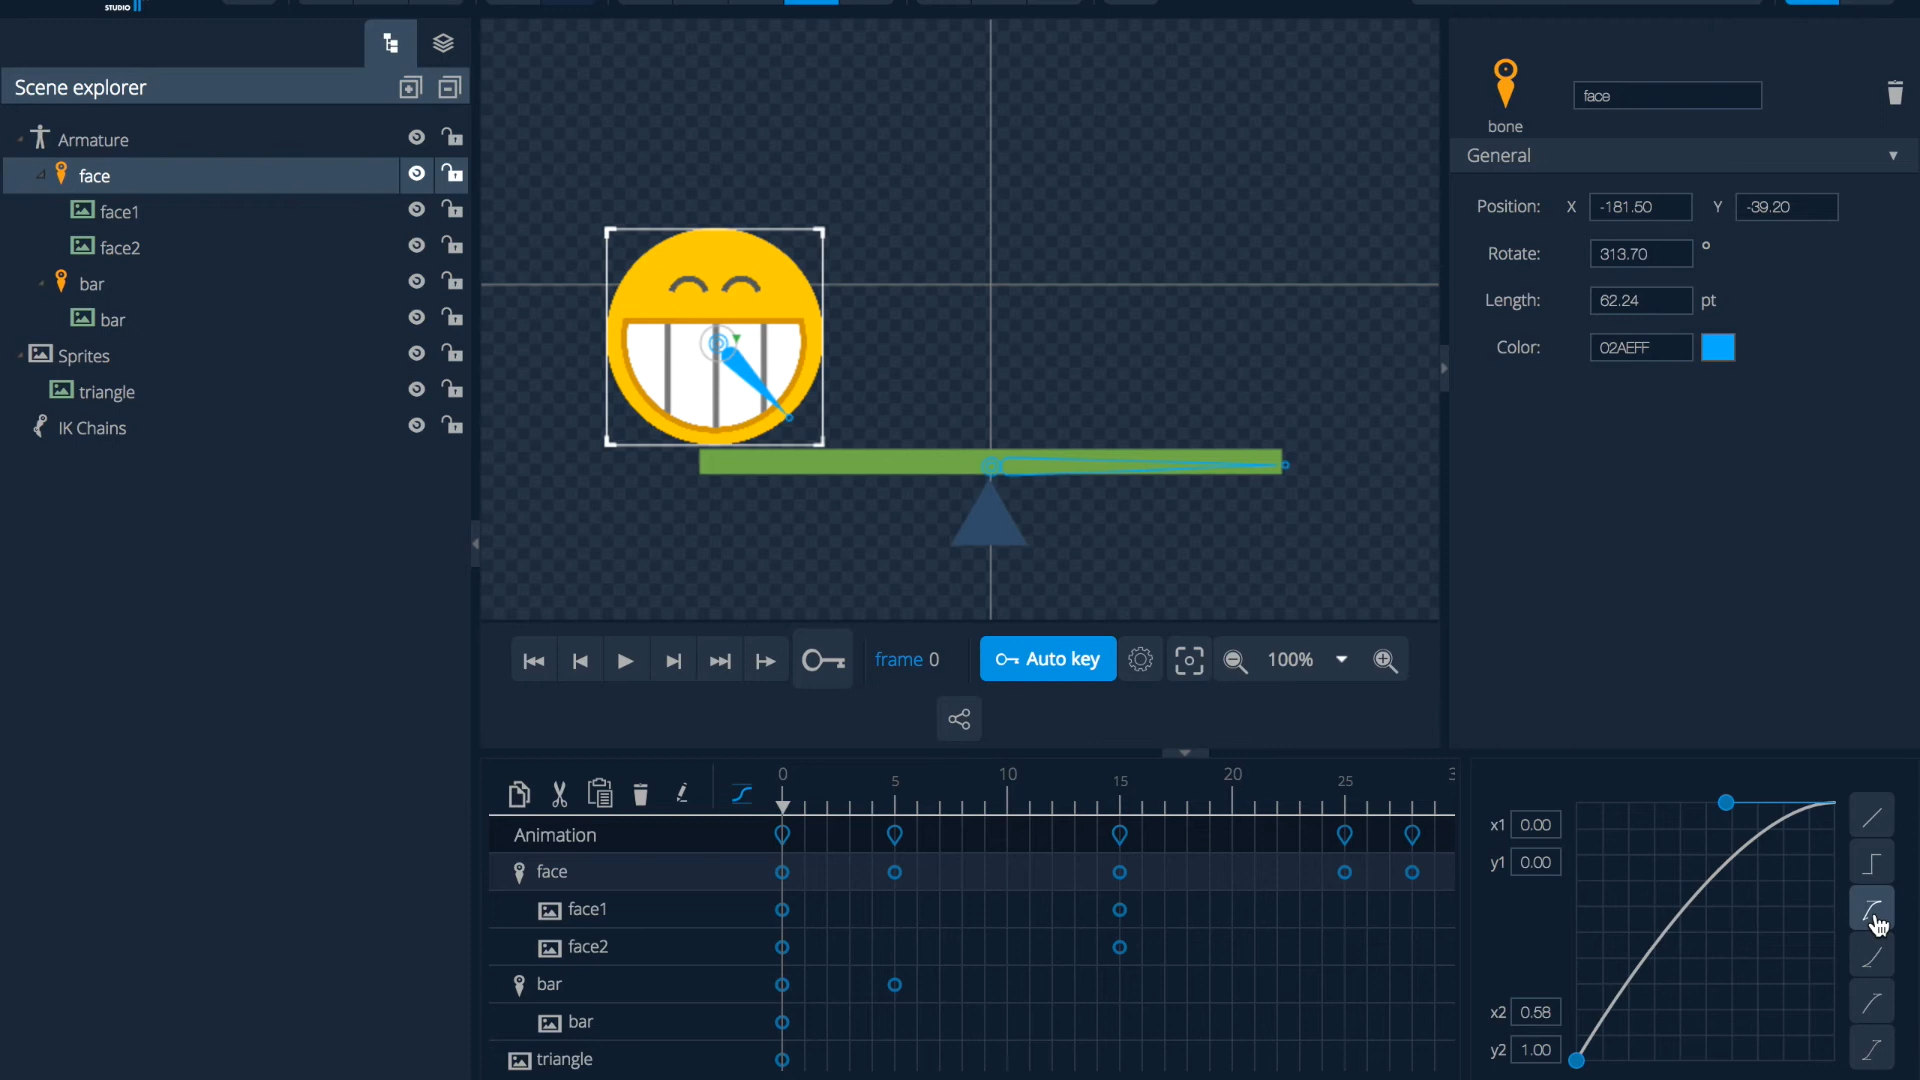 STUDIO
Scene explorer
Armature
face
face1
face2
bar
bar
Sprites
triangle
IK Chains
face
bone
General
Position: X -181.50 Y -39.20
Rotate: 313.70 °
Length: 62.24 pt
Color: 02AEFF
frame 0
Auto key
100%
0 5 10 15 20 25 3
Animation
face
face1
face2
bar
bar
triangle
x1 0.00
y1 0.00
x2 0.58
y2 1.00